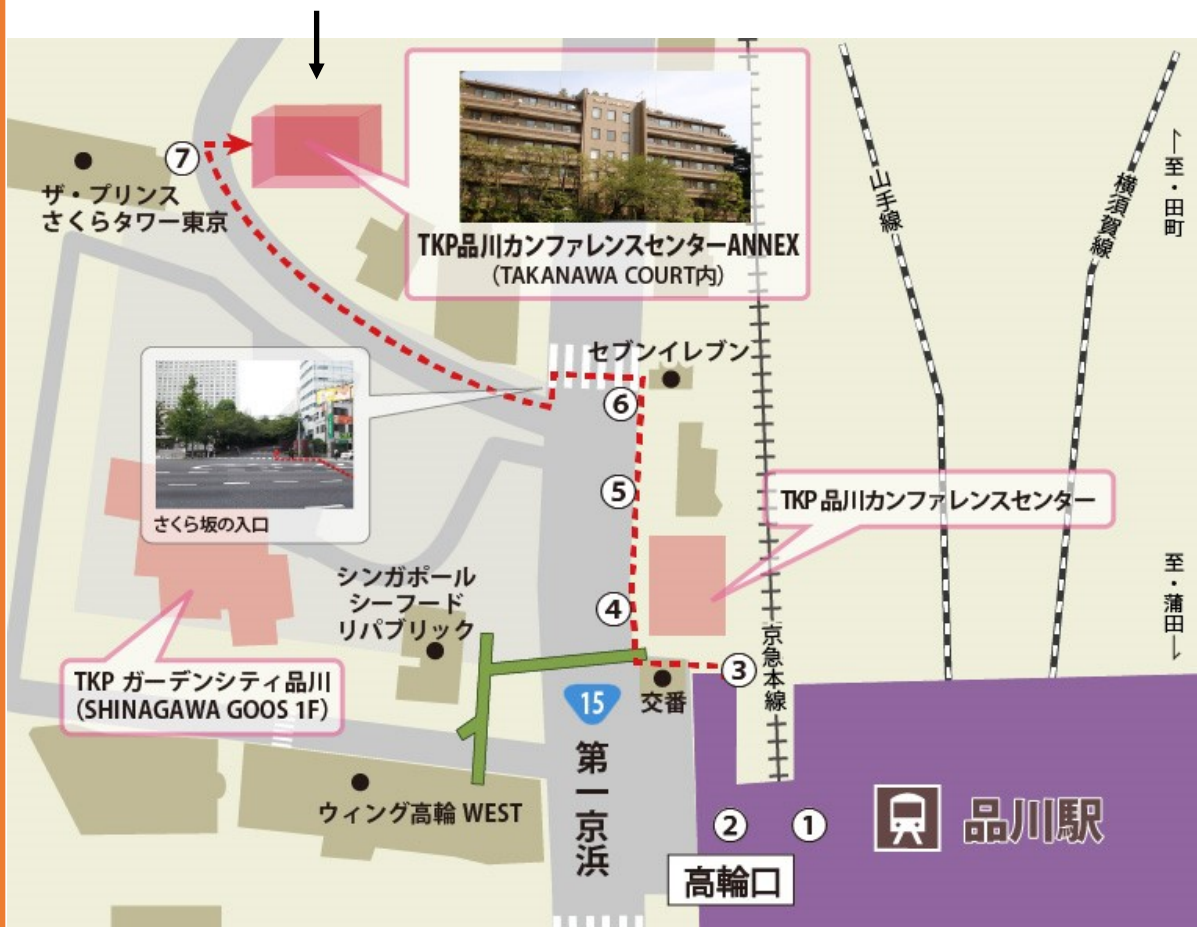 TKP品川カンファレンスセンターANNEX
(TAKANAWA COURT内)
⑦
ザ・プリンス
さくらタワー東京
山手線
横須賀線
↑至・田町
セブンイレブン
⑥
さくら坂の入口
⑤
TKP品川カンファレンスセンター
シンガポール
シーフード
リパブリック
④
至・蒲田↓
京急本線
③
TKP ガーデンシティ品川
(SHINAGAWA GOOS 1F)
15
交番
第一京浜
ウィング高輪 WEST
②
①
品川駅
高輪口